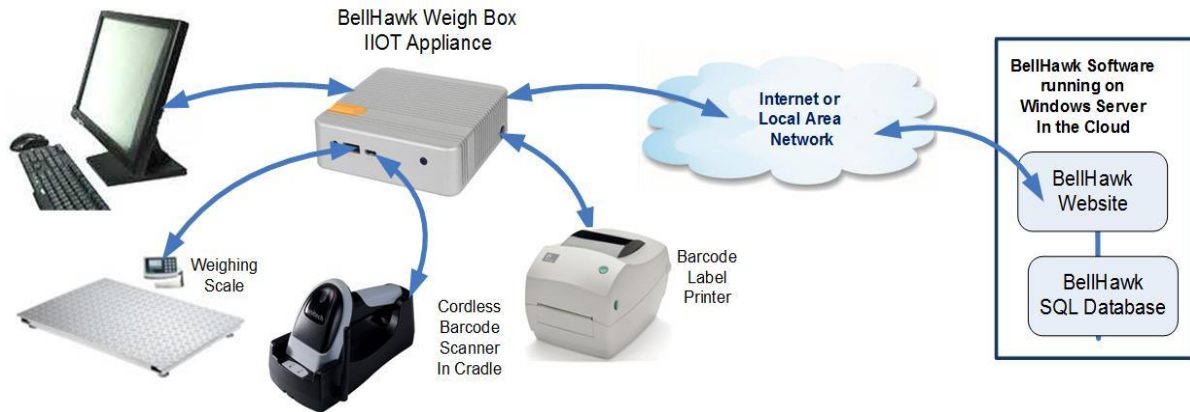 BellHawk Weigh Box
IIOT Appliance
Internet or
Local Area
Network
BellHawk Software
running on
Windows Server
In the Cloud
BellHawk
Website
BellHawk
SQL Database
Weighing
Scale
Cordless
Barcode
Scanner
In Cradle
Barcode
Label
Printer